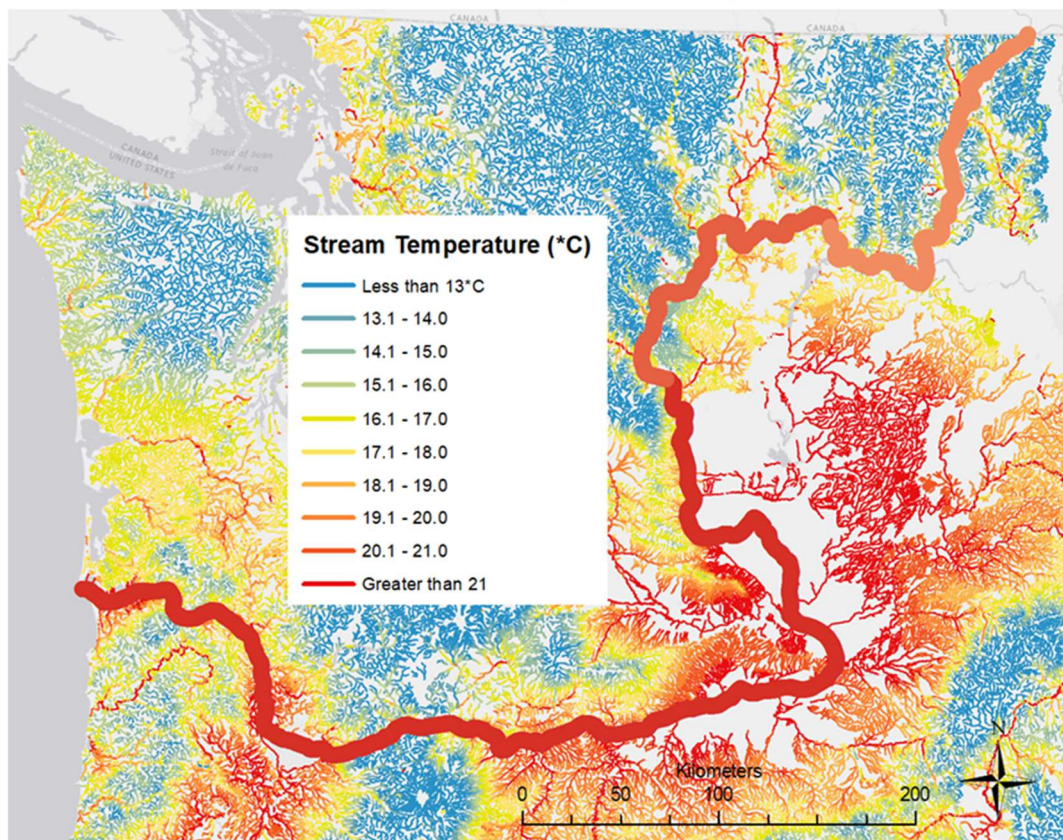 CANADA
CANADA
STATES
CANADA
UNITED STATES
Strait of Juan
de Fuca
Stream Temperature (*C)
Less than 13*C
13.1 - 14.0
14.1 - 15.0
15.1 - 16.0
16.1 - 17.0
17.1 - 18.0
18.1 - 19.0
19.1 - 20.0
20.1 - 21.0
Greater than 21
N
Kilometers
0 50 100 200